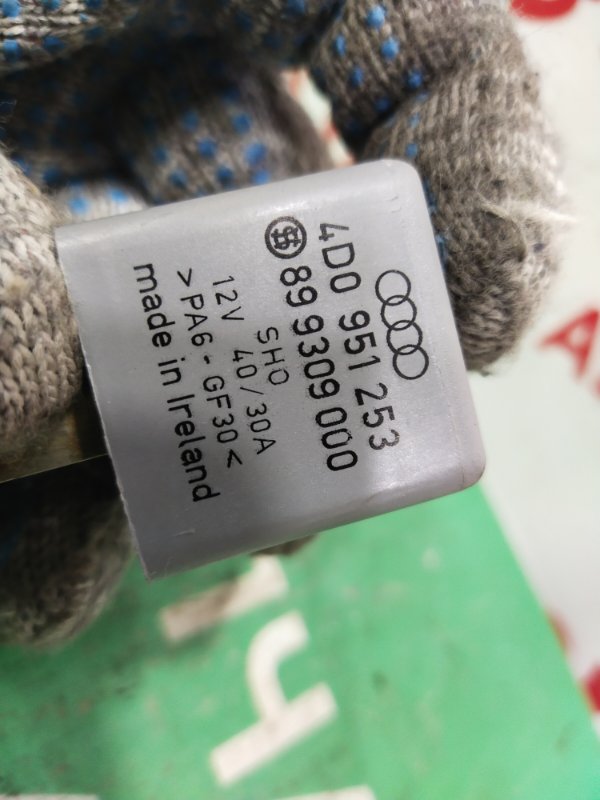 4D0 951 253
89 9309 000
SHO
12V 40/30A
>PA6-GF30<
made in Ireland